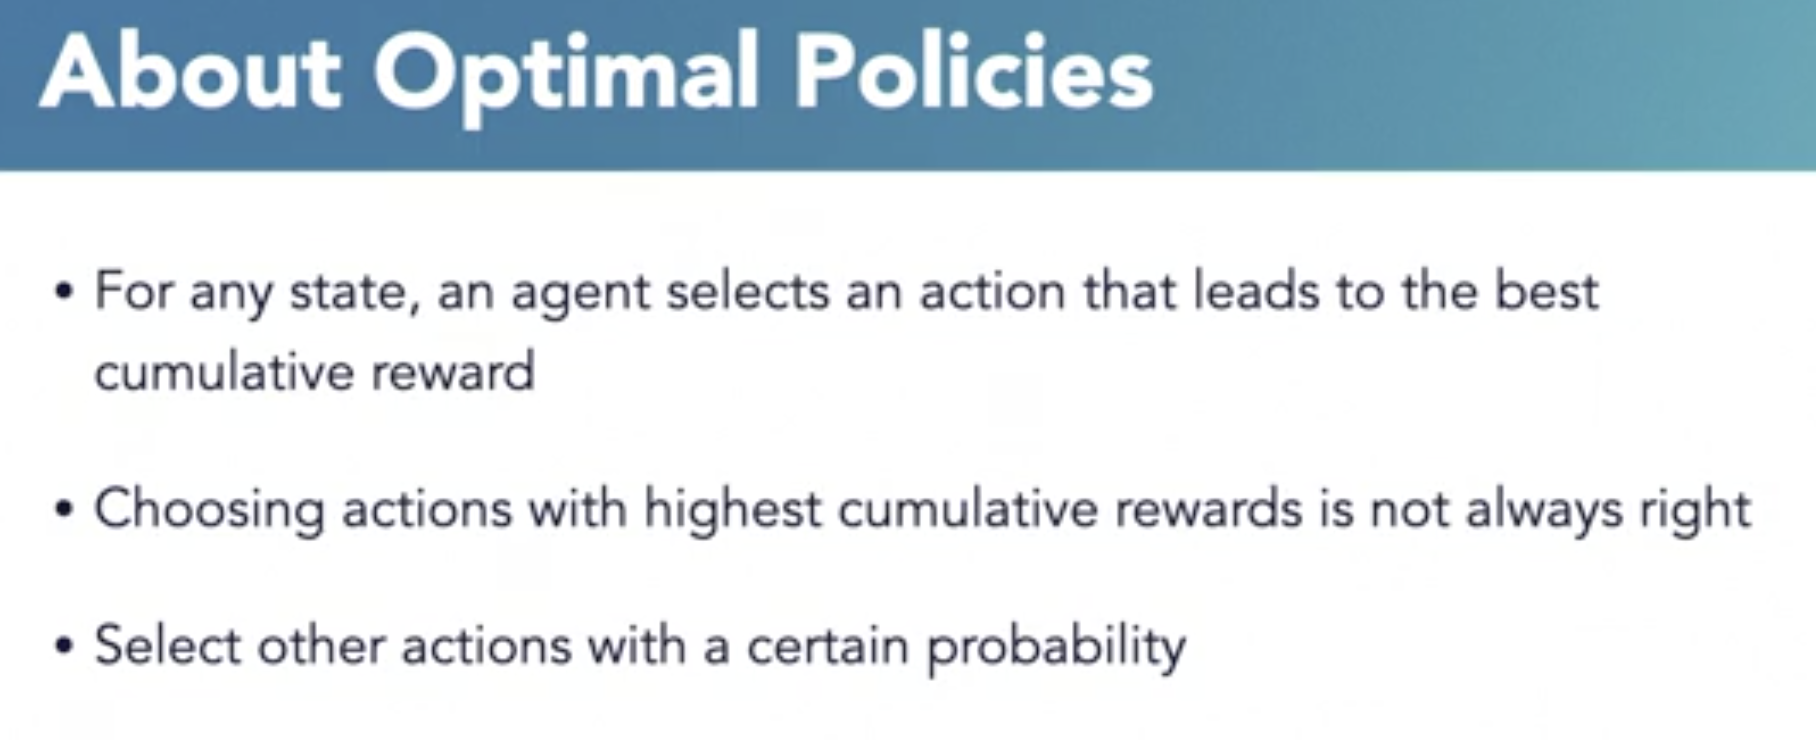 About Optimal Policies
• For any state, an agent selects an action that leads to the best
cumulative reward
• Choosing actions with highest cumulative rewards is not always right
• Select other actions with a certain probability